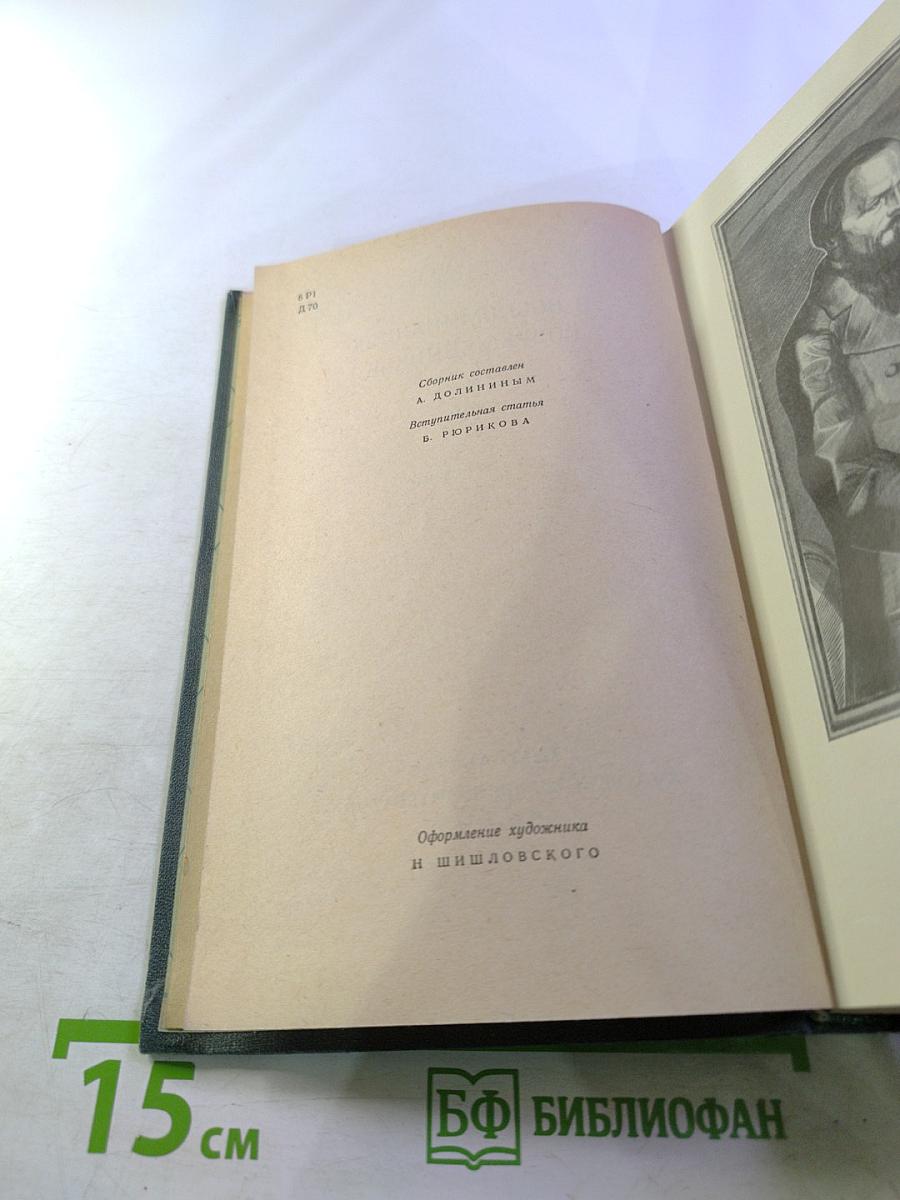 8 Р1
Д 70
Сборник составлен
А. ДОЛИНИНЫМ
Вступительная статья
Б. РЮРИКОВА
Оформление художника
Н ШИШЛОВСКОГО
15 см
БФ БИБЛИОФАН